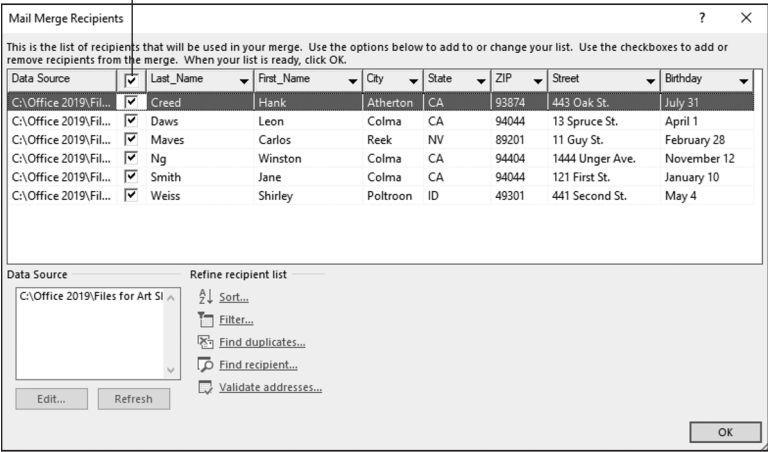 Mail Merge Recipients ? ×
This is the list of recipients that will be used in your merge. Use the options below to add to or change your list. Use the checkboxes to add or
remove recipients from the merge. When your list is ready, click OK.
Data Source Last_Name First_Name City State ZIP Street Birthday
C:\Office 2019\Fil... Creed Hank Atherton CA 93874 443 Oak St. July 31
C:\Office 2019\Fil... Daws Leon Colma CA 94044 13 Spruce St. April 1
C:\Office 2019\Fil... Maves Carlos Reek NV 89201 11 Guy St. February 28
C:\Office 2019\Fil... Ng Winston Colma CA 94404 1444 Unger Ave. November 12
C:\Office 2019\Fil... Smith Jane Colma CA 94044 121 First St. January 10
C:\Office 2019\Fil... Weiss Shirley Poltroon ID 49301 441 Second St. May 4
Data Source
C:\Office 2019\Files for Art Sl
Edit... Refresh
Refine recipient list
Sort...
Filter...
Find duplicates...
Find recipient...
Validate addresses...
OK